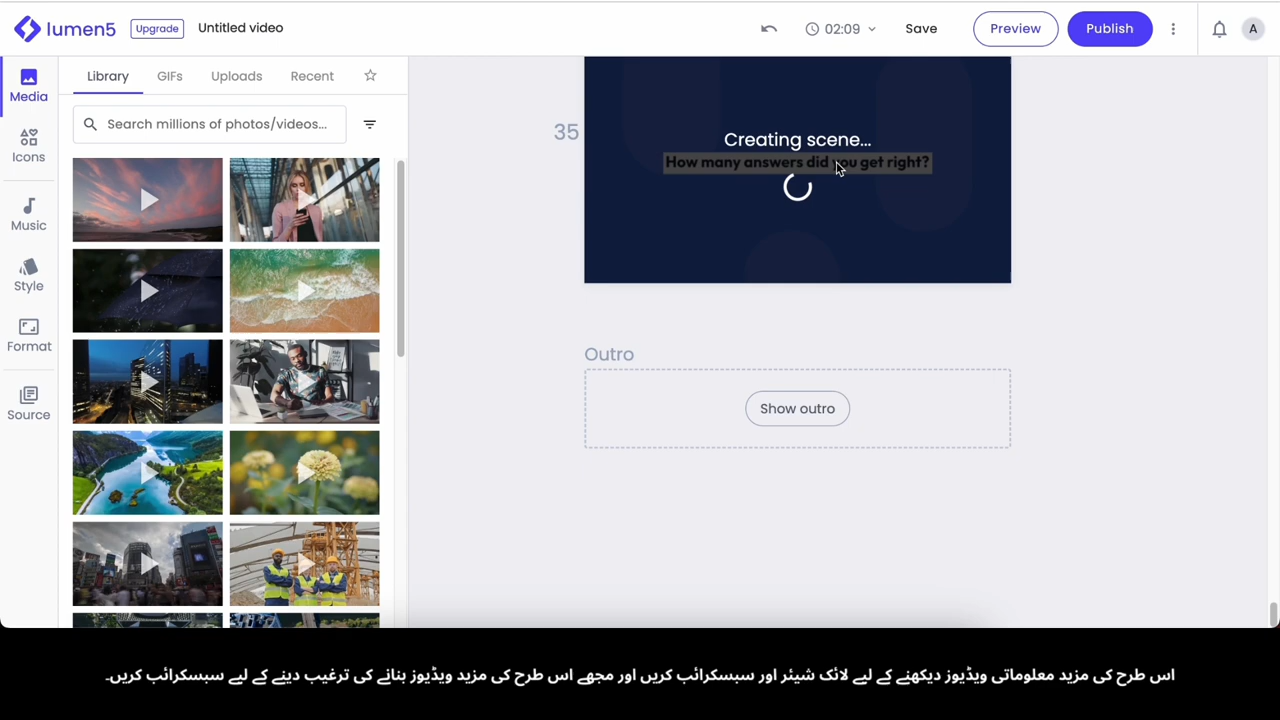 lumen5
Upgrade
Untitled video
02:09
Save
Preview
Publish
A
Media
Icons
Music
Style
Format
Source
Library
GIFs
Uploads
Recent
Search millions of photos/videos...
35
Creating scene...
How many answers did you get right?
Outro
Show outro
اس طرح کی مزید معلوماتی ویڈیوز دیکھنے کے لیے لائک شیئر اور سبسکرائب کریں اور مجھے اس طرح کی مزید ویڈیوز بنانے کی ترغیب دینے کے لیے سبسکرائب کریں۔